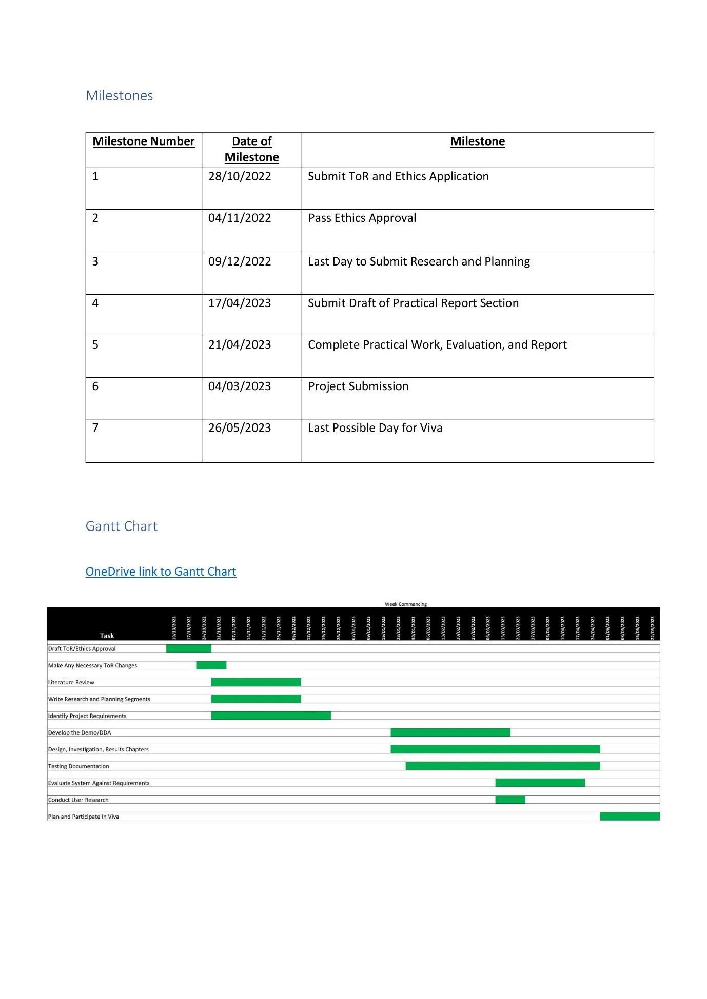 Milestones
Milestone Number Date of Milestone Milestone
1 28/10/2022 Submit ToR and Ethics Application
2 04/11/2022 Pass Ethics Approval
3 09/12/2022 Last Day to Submit Research and Planning
4 17/04/2023 Submit Draft of Practical Report Section
5 21/04/2023 Complete Practical Work, Evaluation, and Report
6 04/03/2023 Project Submission
7 26/05/2023 Last Possible Day for Viva
Gantt Chart
OneDrive link to Gantt Chart
Week Commencing
Task 10/10/2022 17/10/2022 24/10/2022 31/10/2022 07/11/2022 14/11/2022 21/11/2022 28/11/2022 05/12/2022 12/12/2022 19/12/2022 26/12/2022 02/01/2023 09/01/2023 16/01/2023 23/01/2023 30/01/2023 06/02/2023 13/02/2023 20/02/2023 27/02/2023 06/03/2023 13/03/2023 20/03/2023 27/03/2023 03/04/2023 10/04/2023 17/04/2023 24/04/2023 01/05/2023 08/05/2023 15/05/2023 22/05/2023
Draft ToR/Ethics Approval
Make Any Necessary ToR Changes
Literature Review
Write Research and Planning Segments
Identify Project Requirements
Develop the Demo/DDA
Design, Investigation, Results Chapters
Testing Documentation
Evaluate System Against Requirements
Conduct User Research
Plan and Participate in Viva